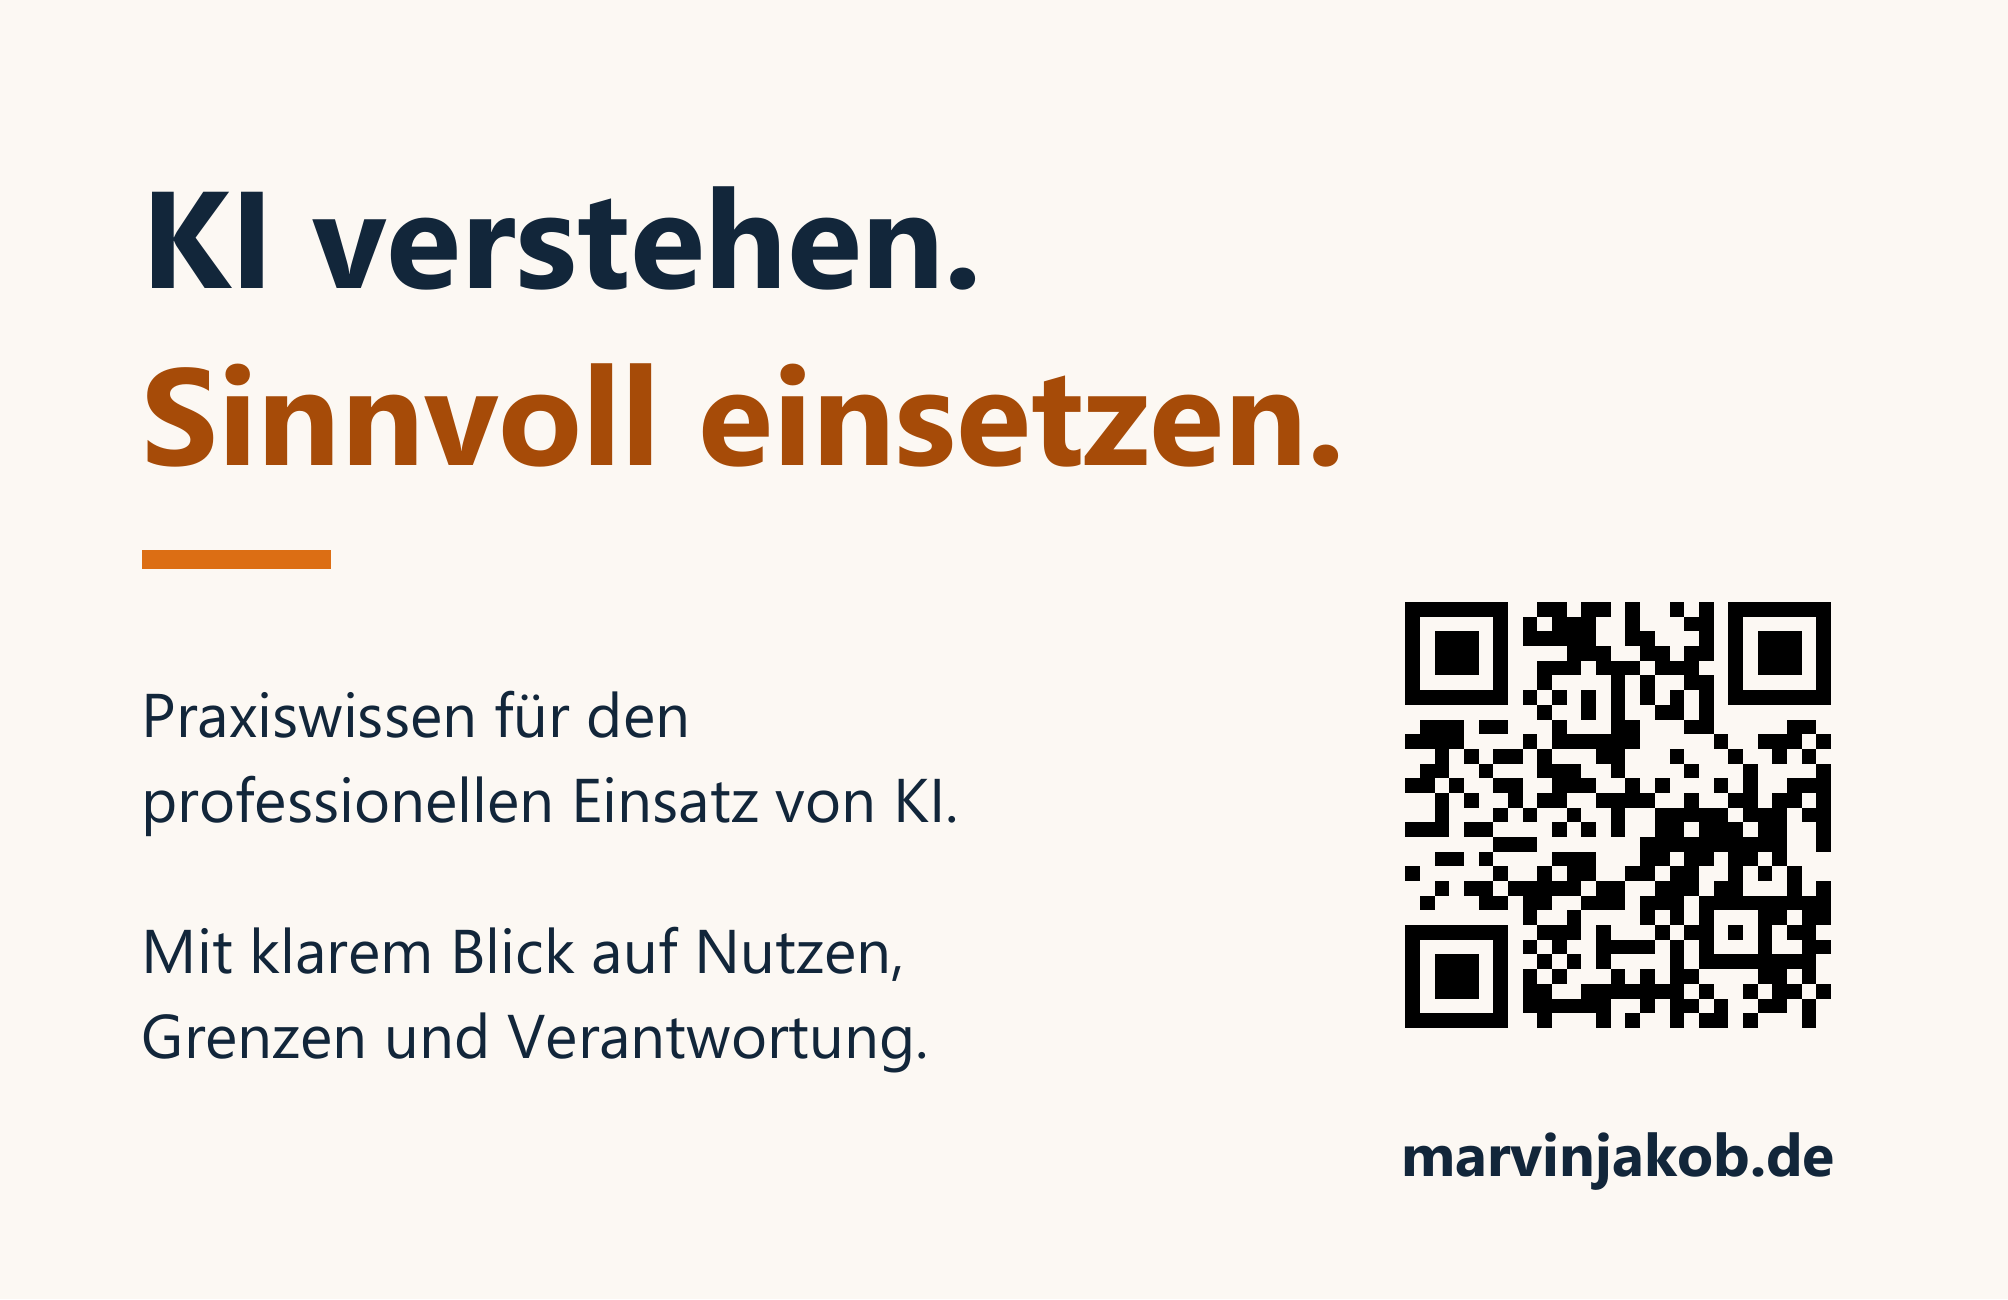 KI verstehen.
Sinnvoll einsetzen.
Praxiswissen für den
professionellen Einsatz von KI.
Mit klarem Blick auf Nutzen,
Grenzen und Verantwortung.
marvinjakob.de